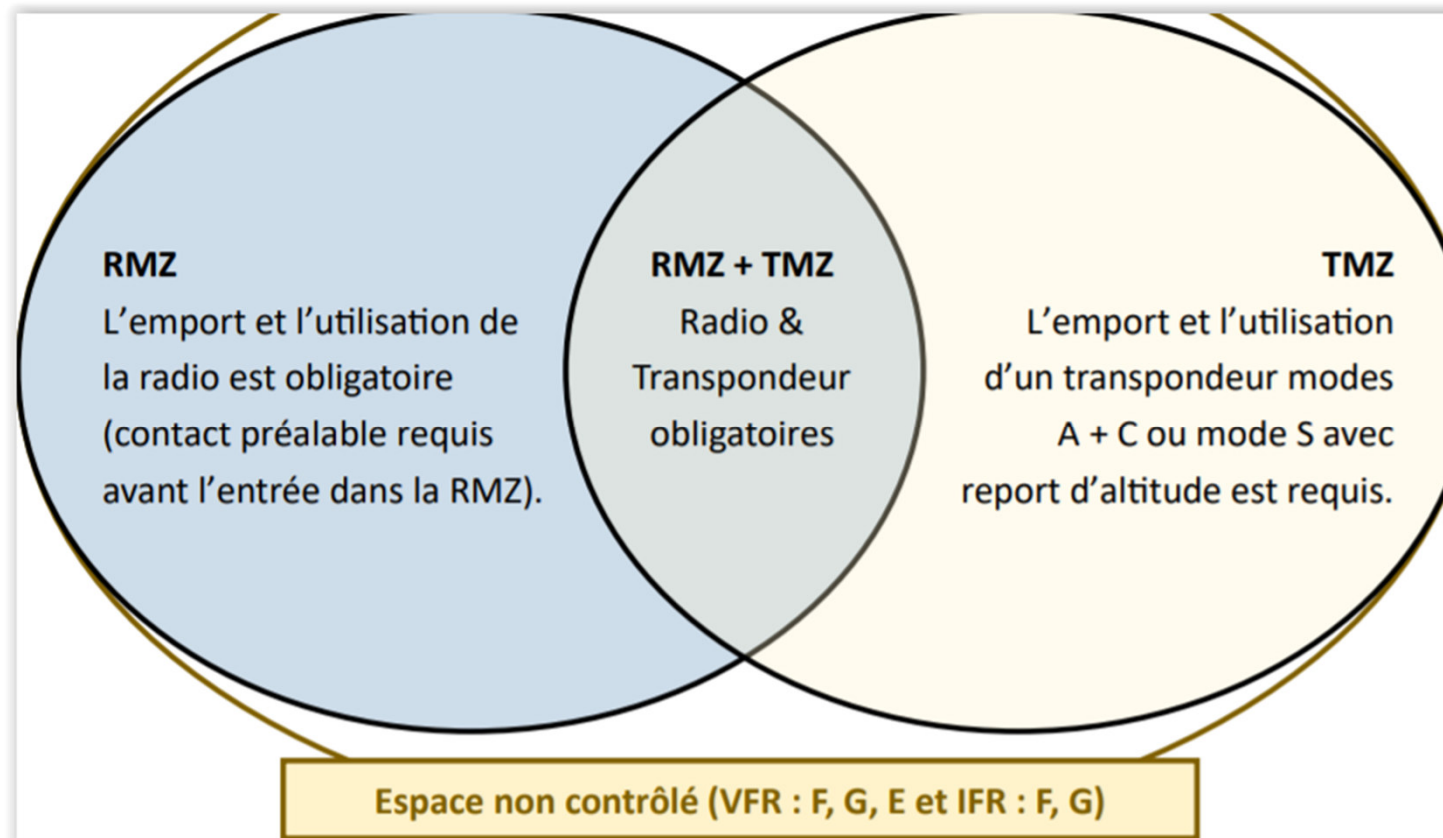 RMZ
L’emport et l’utilisation de
la radio est obligatoire
(contact préalable requis
avant l’entrée dans la RMZ).
RMZ + TMZ
Radio &
Transpondeur
obligatoires
TMZ
L’emport et l’utilisation
d’un transpondeur modes
A + C ou mode S avec
report d’altitude est requis.
Espace non contrôlé (VFR : F, G, E et IFR : F, G)